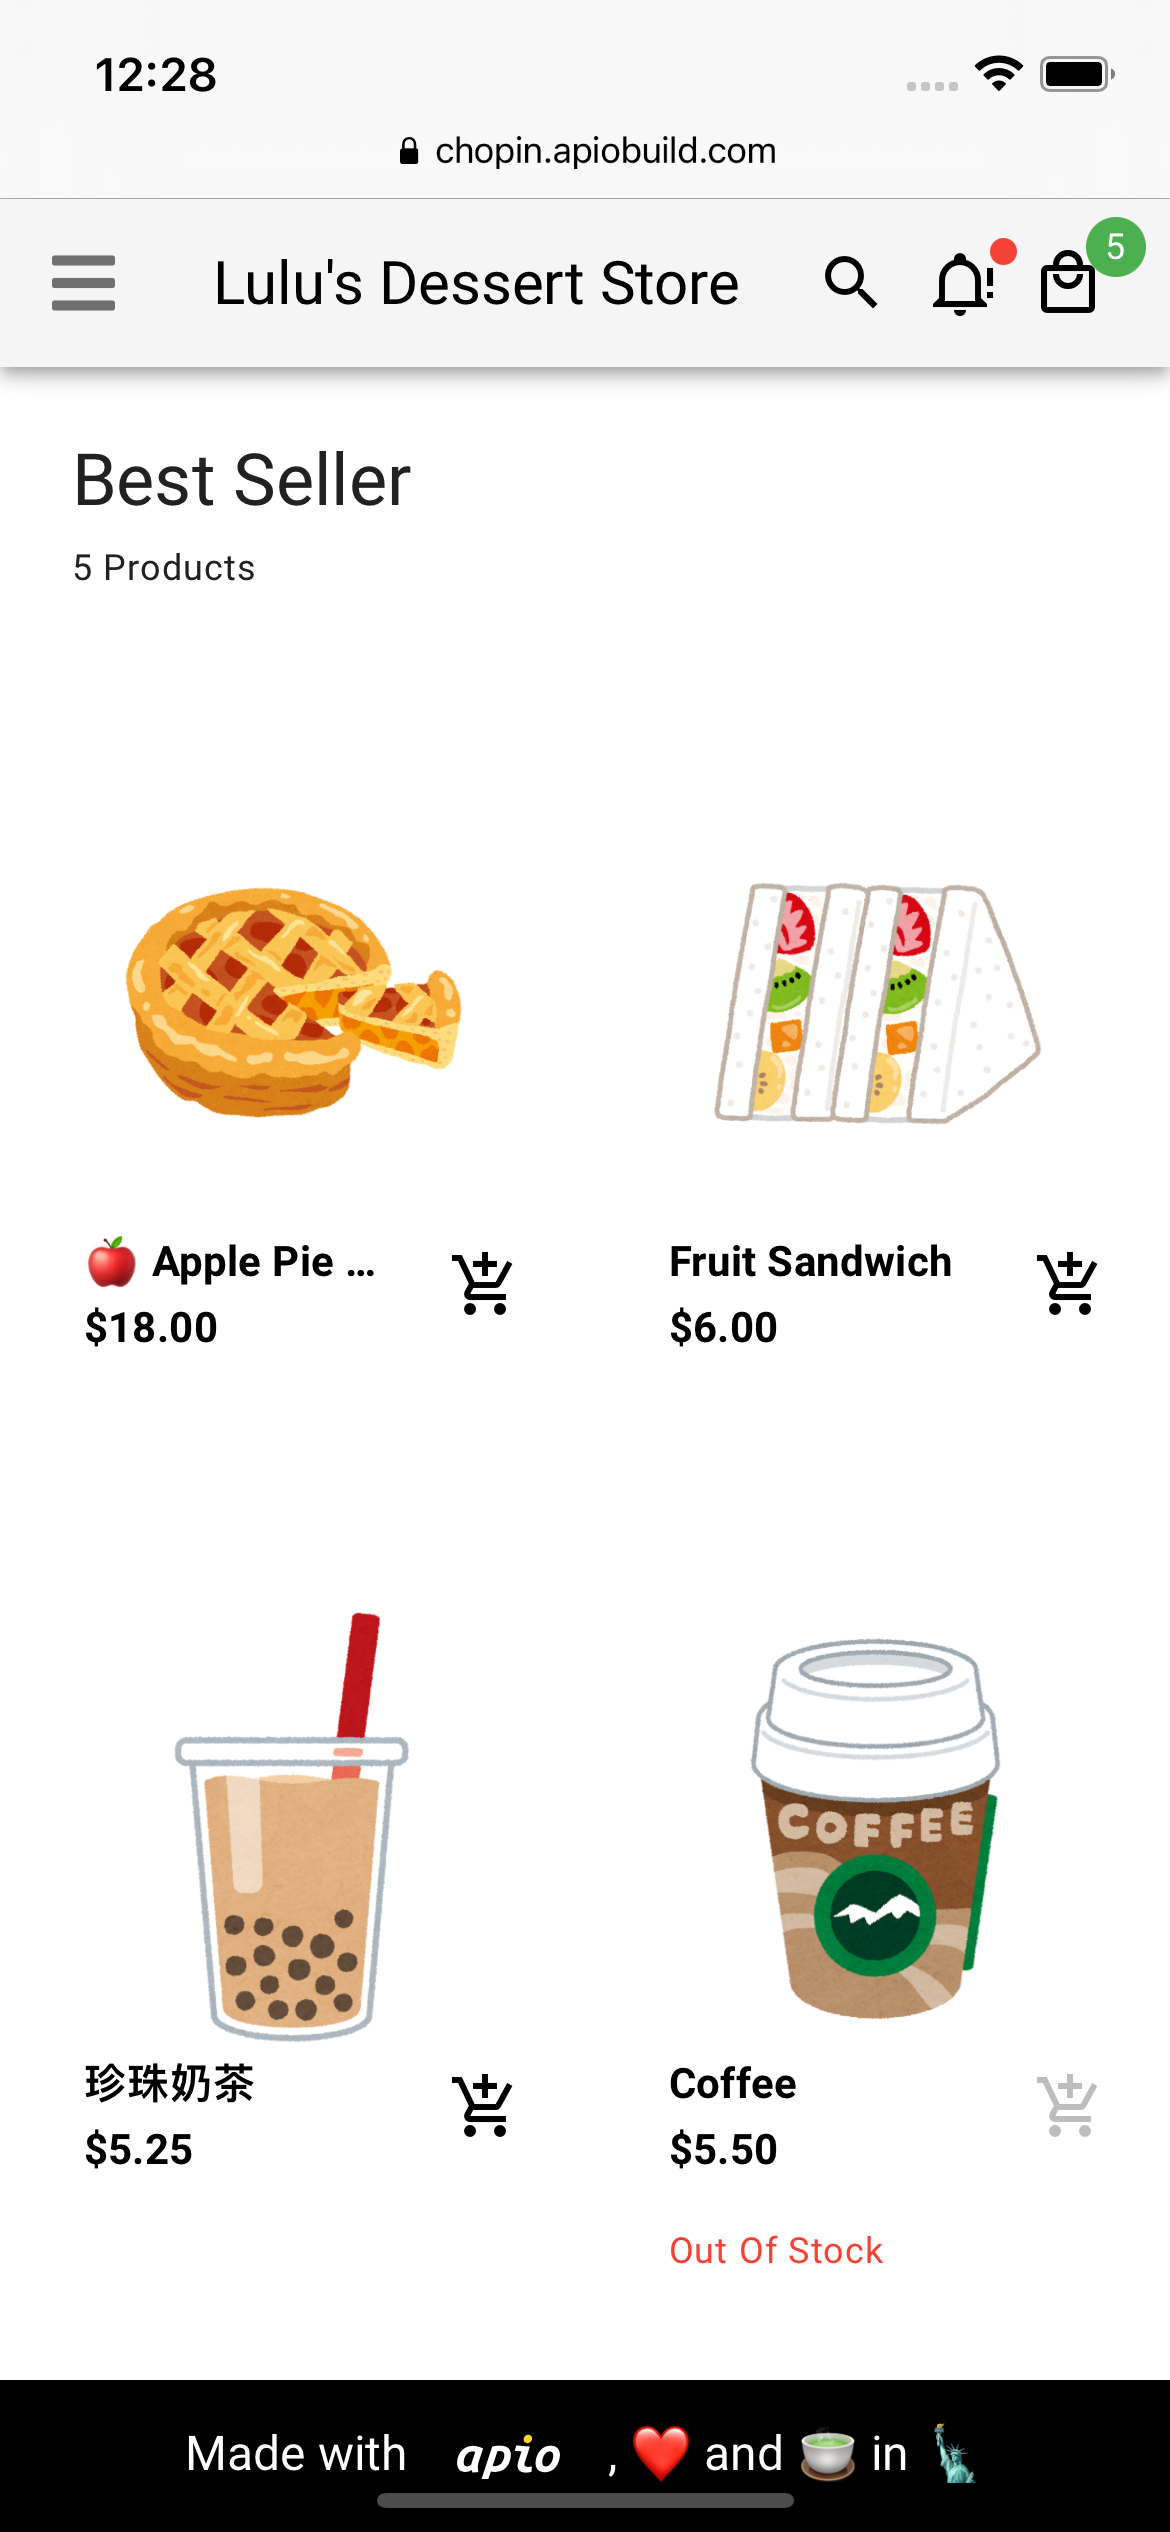 12:28
chopin.apiobuild.com
Lulu's Dessert Store
5
Best Seller
5 Products
🍎 Apple Pie ...
$18.00
Fruit Sandwich
$6.00
COFFEE
珍珠奶茶
$5.25
Coffee
$5.50
Out Of Stock
Made with apio , ❤️ and 🍵 in 🗽